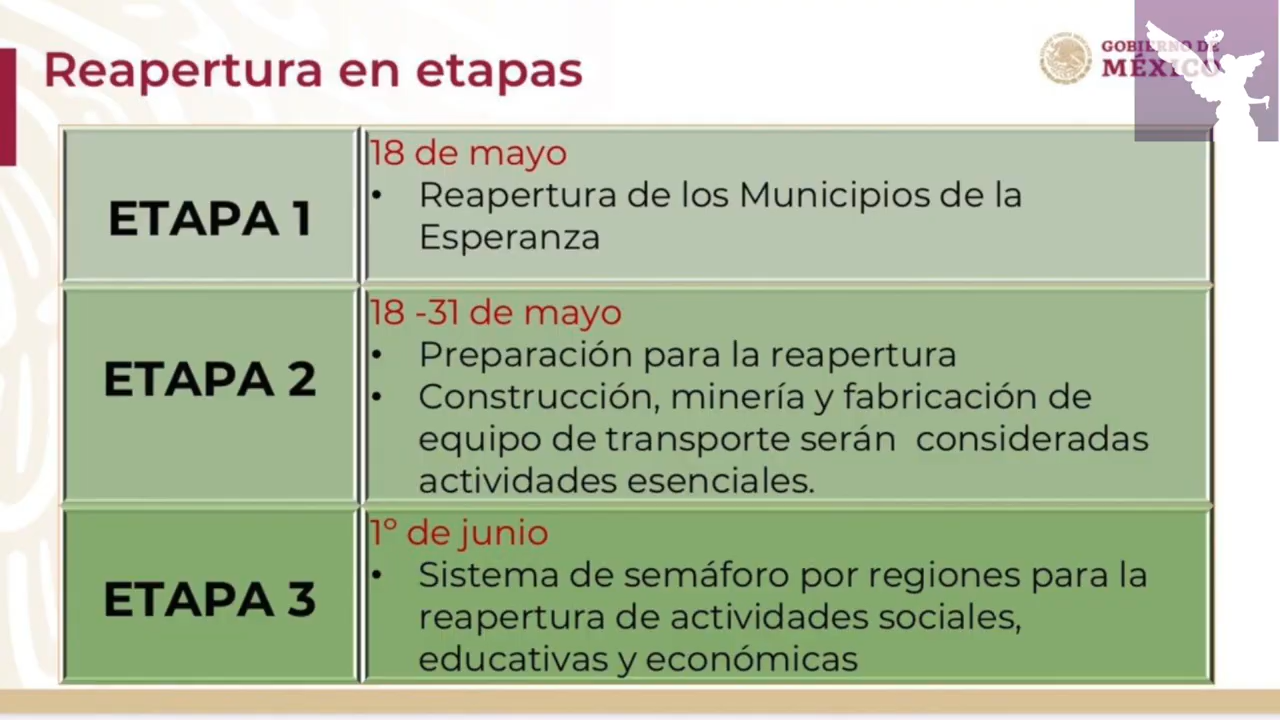 Reapertura en etapas
GOBIERNO DE
MÉXICO
ETAPA 1
18 de mayo
• Reapertura de los Municipios de la
Esperanza
ETAPA 2
18 -31 de mayo
• Preparación para la reapertura
• Construcción, minería y fabricación de
equipo de transporte serán consideradas
actividades esenciales.
ETAPA 3
1º de junio
• Sistema de semáforo por regiones para la
reapertura de actividades sociales,
educativas y económicas